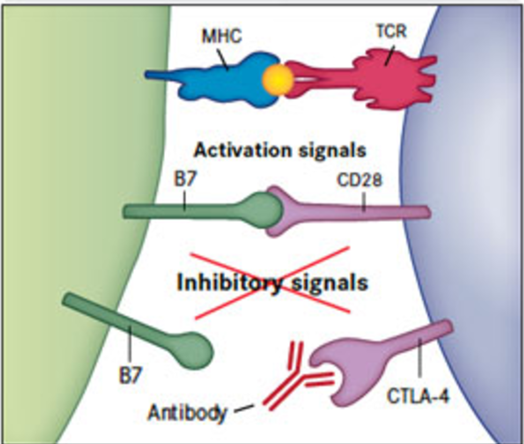 MHC
TCR
Activation signals
B7
CD28
Inhibitory signals
B7
CTLA-4
Antibody